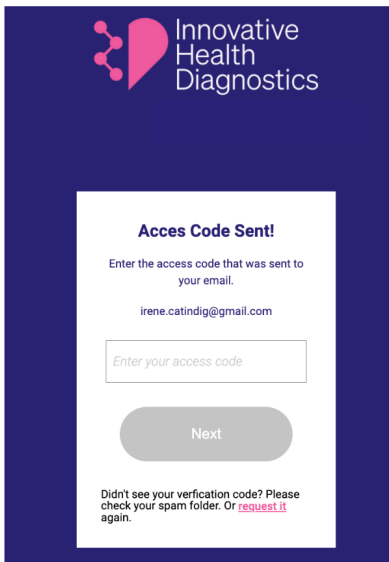 Innovative
Health
Diagnostics
Acces Code Sent!
Enter the access code that was sent to
your email.
irene.catindig@gmail.com
Enter your access code
Next
Didn't see your verfication code? Please
check your spam folder. Or request it
again.